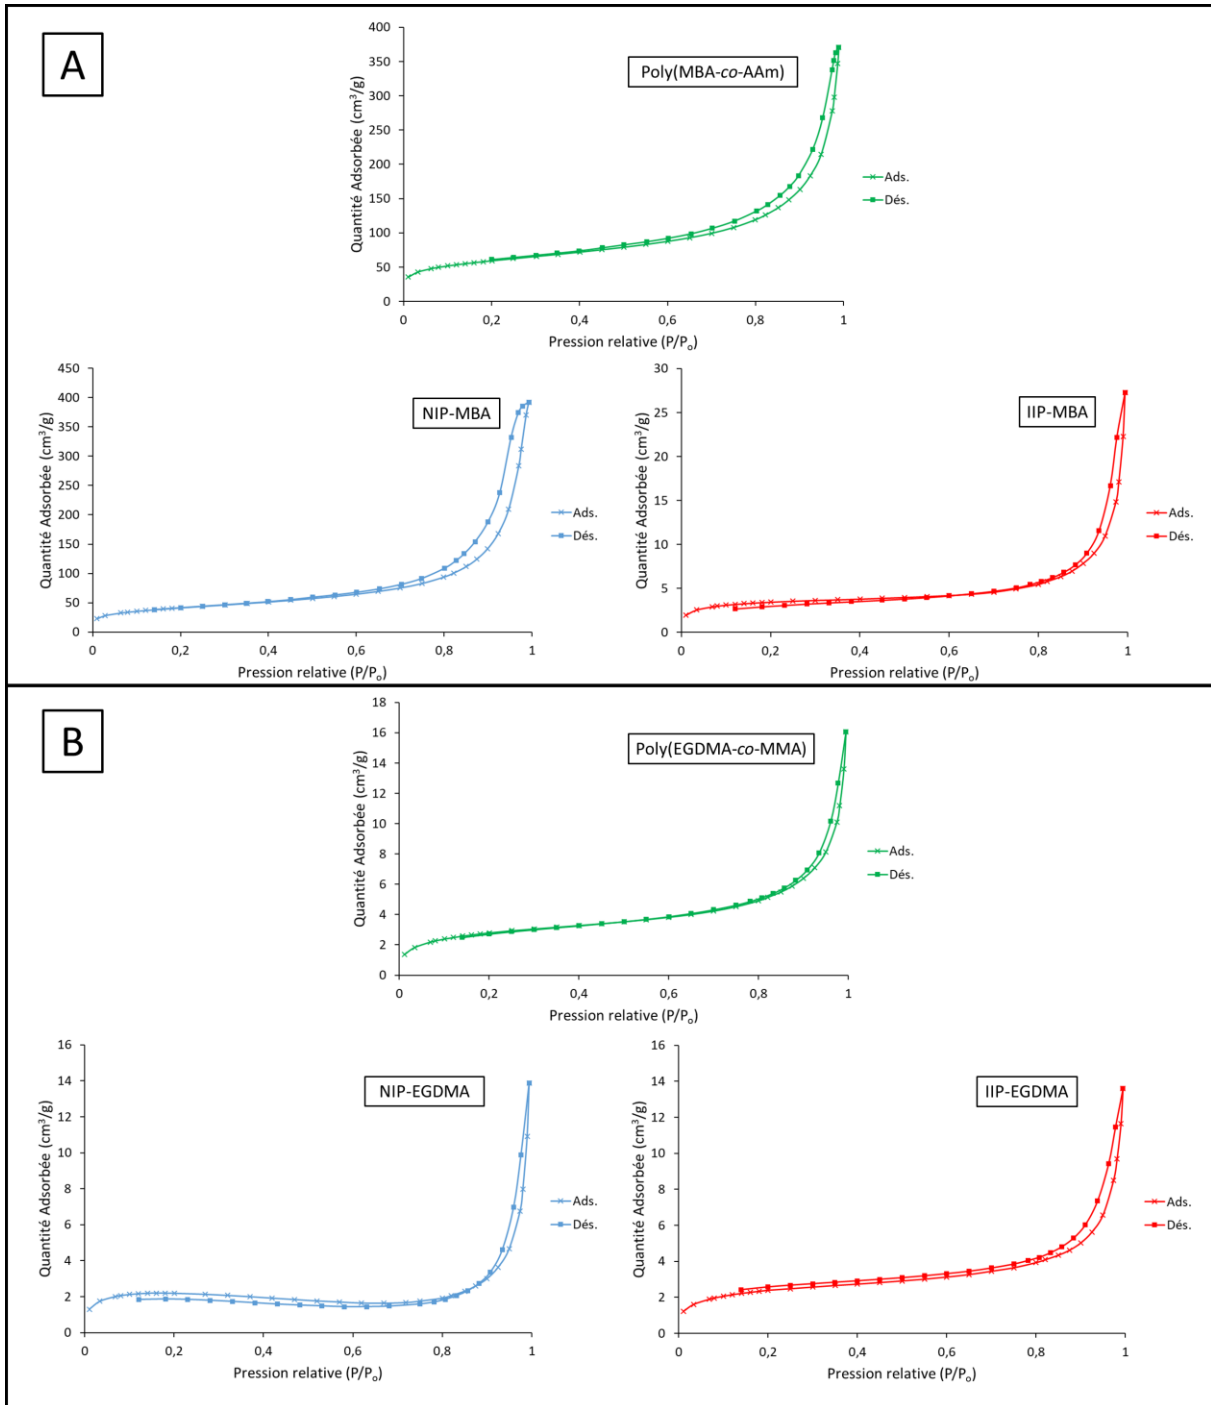 A
Poly(MBA-co-AAm)
Quantité Adsorbée (cm³/g)
400
350
300
250
200
150
100
50
0
0 0,2 0,4 0,6 0,8 1
Pression relative (P/Pₒ)
Ads.
Dés.
NIP-MBA
Quantité Adsorbée (cm³/g)
450
400
350
300
250
200
150
100
50
0
0 0,2 0,4 0,6 0,8 1
Pression relative (P/Pₒ)
Ads.
Dés.
IIP-MBA
Quantité Adsorbée (cm³/g)
30
25
20
15
10
5
0
0 0,2 0,4 0,6 0,8 1
Pression relative (P/Pₒ)
Ads.
Dés.
B
Poly(EGDMA-co-MMA)
Quantité Adsorbée (cm³/g)
18
16
14
12
10
8
6
4
2
0
0 0,2 0,4 0,6 0,8 1
Pression relative (P/Pₒ)
Ads.
Dés.
NIP-EGDMA
Quantité Adsorbée (cm³/g)
16
14
12
10
8
6
4
2
0
0 0,2 0,4 0,6 0,8 1
Pression relative (P/Pₒ)
Ads.
Dés.
IIP-EGDMA
Quantité Adsorbée (cm³/g)
16
14
12
10
8
6
4
2
0
0 0,2 0,4 0,6 0,8 1
Pression relative (P/Pₒ)
Ads.
Dés.